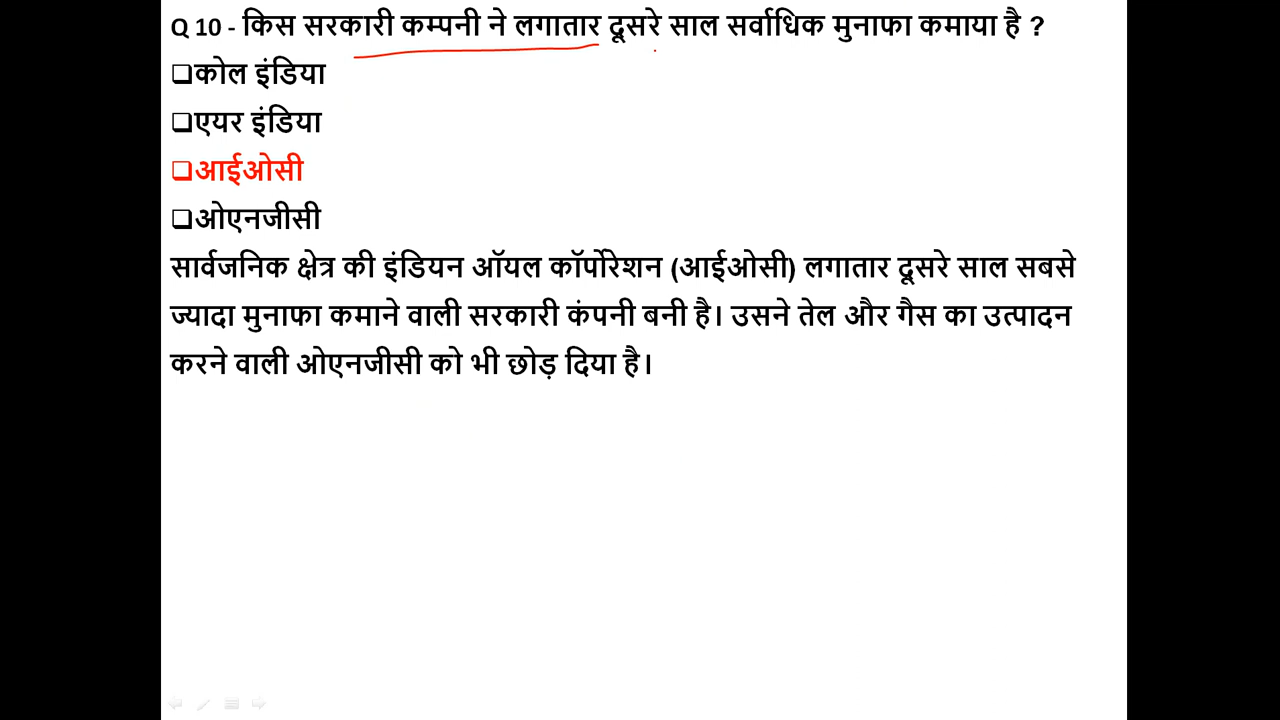 Q 10 - किस सरकारी कम्पनी ने लगातार दूसरे साल सर्वाधिक मुनाफा कमाया है ?
❑कोल इंडिया
❑एयर इंडिया
❑आईओसी
❑ओएनजीसी
सार्वजनिक क्षेत्र की इंडियन ऑयल कॉर्पोरेशन (आईओसी) लगातार दूसरे साल सबसे
ज्यादा मुनाफा कमाने वाली सरकारी कंपनी बनी है। उसने तेल और गैस का उत्पादन
करने वाली ओएनजीसी को भी छोड़ दिया है।